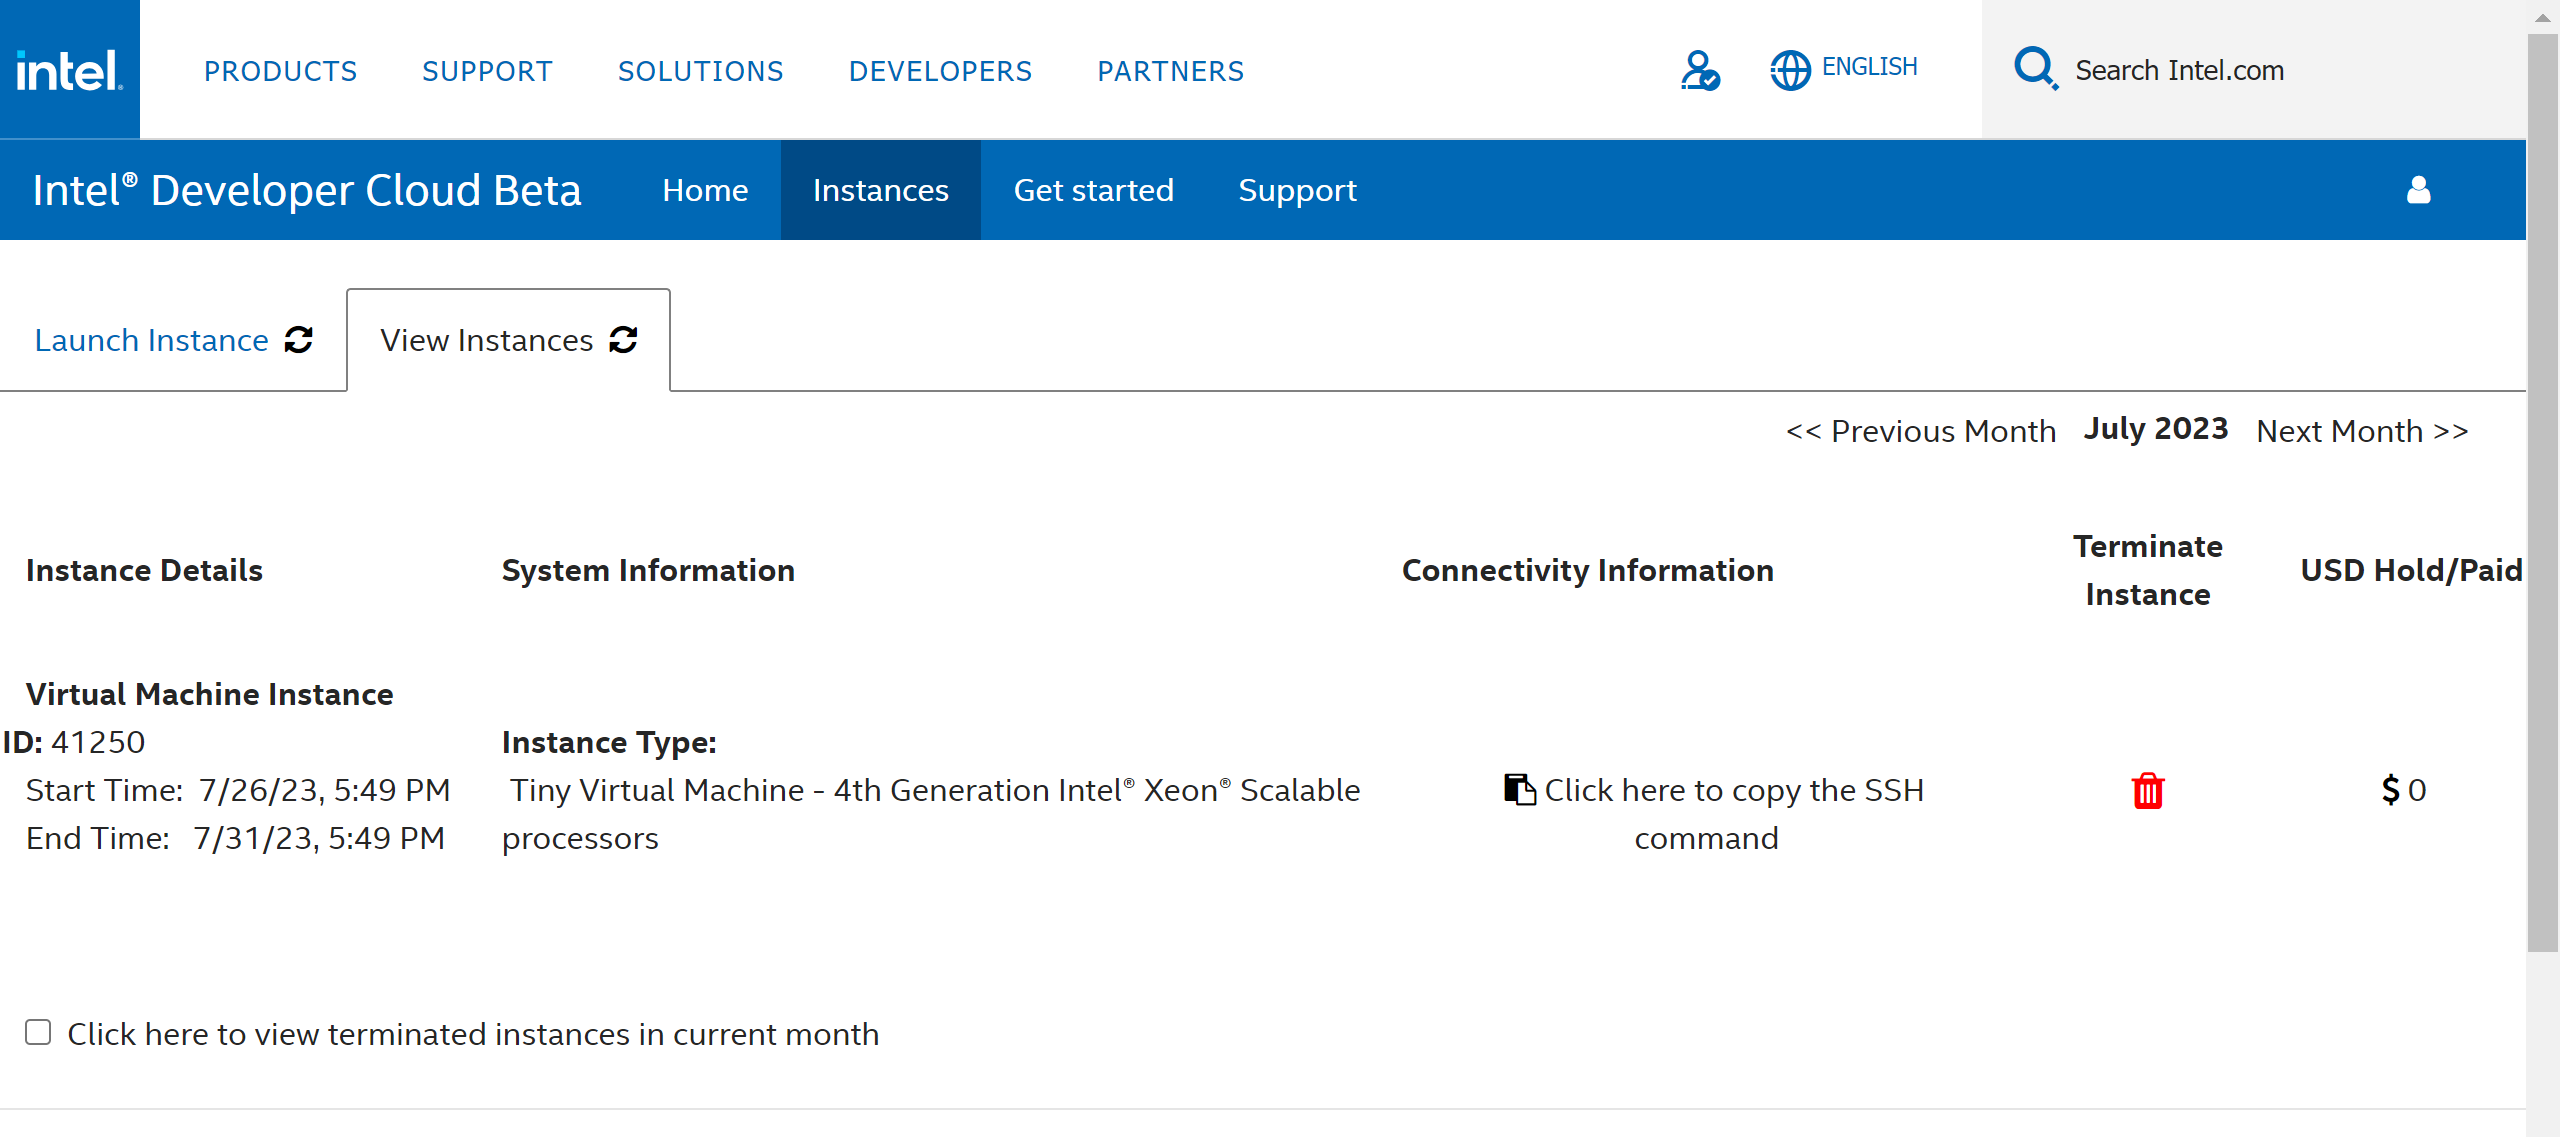 intel.
PRODUCTS SUPPORT SOLUTIONS DEVELOPERS PARTNERS ENGLISH Search Intel.com
Intel® Developer Cloud Beta Home Instances Get started Support
Launch Instance View Instances
<< Previous Month July 2023 Next Month >>
Instance Details System Information Connectivity Information Terminate Instance USD Hold/Paid
Virtual Machine Instance
ID: 41250
Start Time: 7/26/23, 5:49 PM
End Time: 7/31/23, 5:49 PM
Instance Type:
Tiny Virtual Machine - 4th Generation Intel® Xeon® Scalable
processors
Click here to copy the SSH
command
$ 0
Click here to view terminated instances in current month